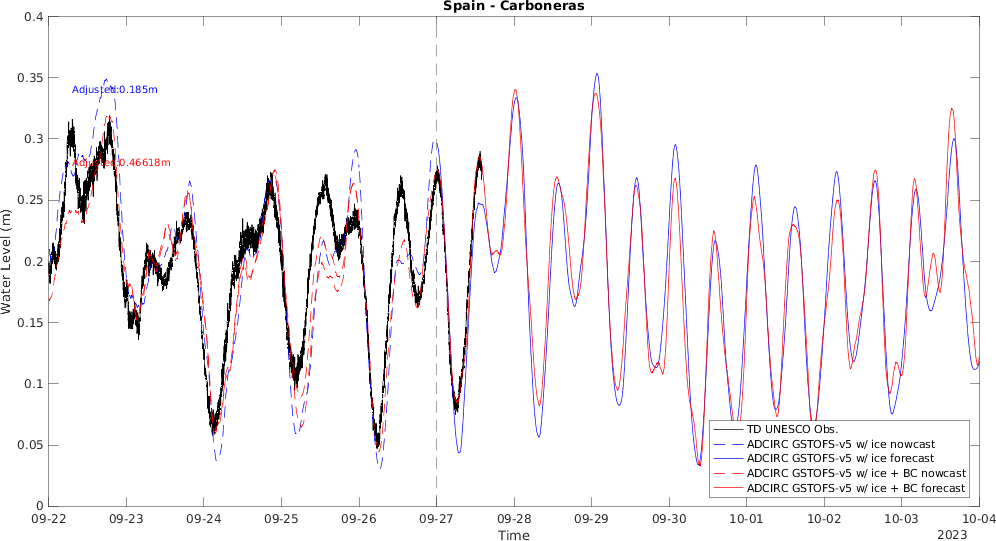 Spain - Carboneras
0.4
0.35
0.3
0.25
0.2
0.15
0.1
0.05
0
Water Level (m)
Adjusted:0.185m
Adjusted:0.46618m
TD UNESCO Obs.
ADCIRC GSTOFS-v5 w/ ice nowcast
ADCIRC GSTOFS-v5 w/ ice forecast
ADCIRC GSTOFS-v5 w/ ice + BC nowcast
ADCIRC GSTOFS-v5 w/ ice + BC forecast
09-22 09-23 09-24 09-25 09-26 09-27 09-28 09-29 09-30 10-01 10-02 10-03 10-04
Time
2023